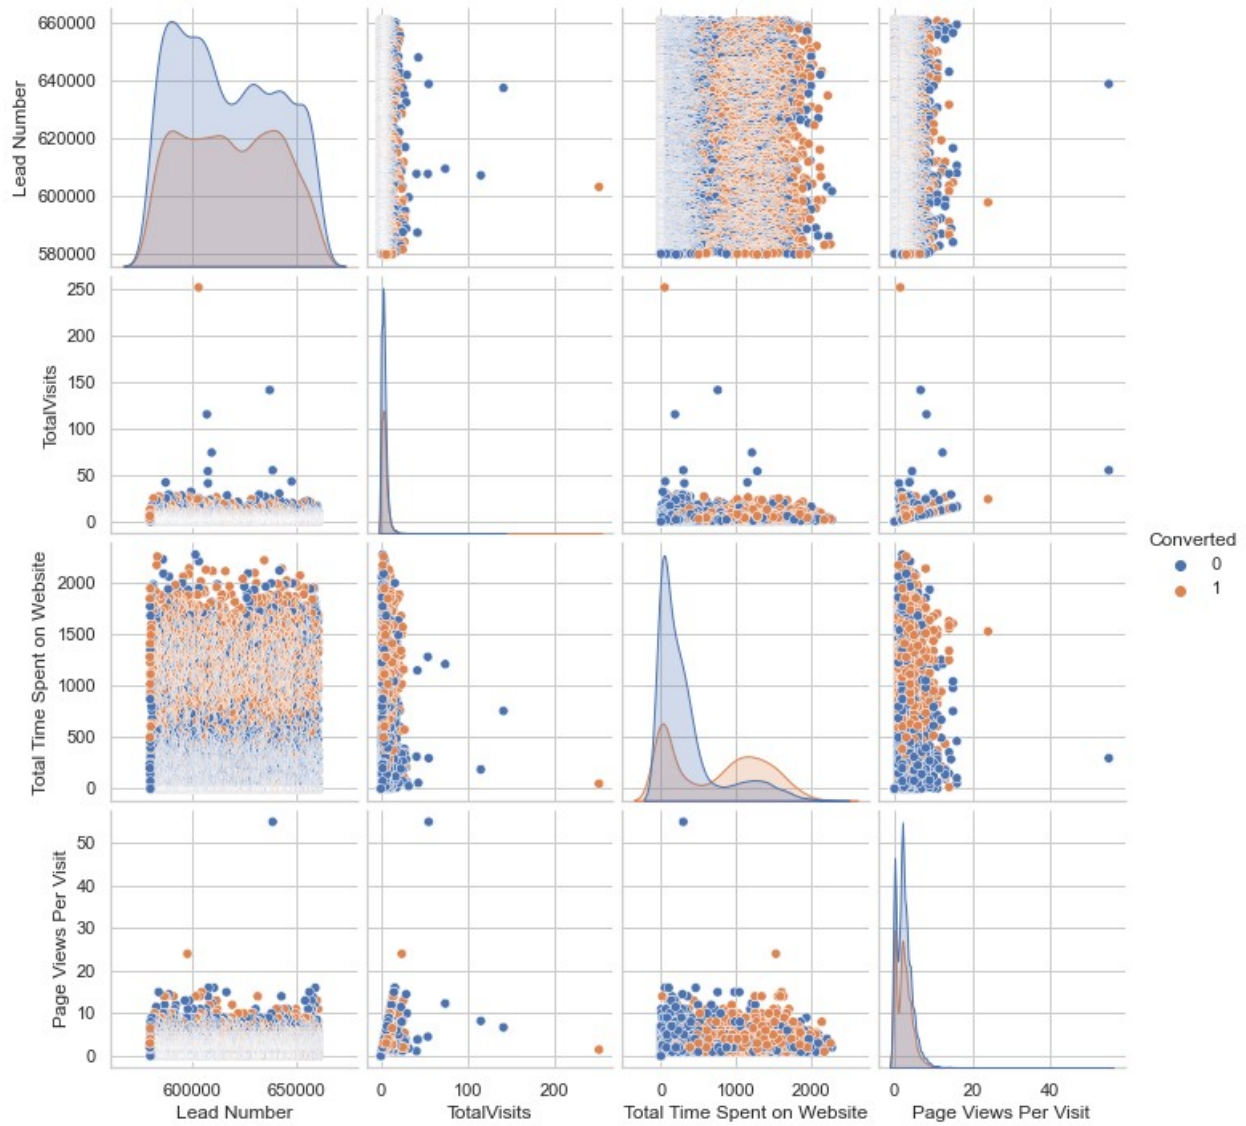 660000
640000
620000
600000
580000
Lead Number
250
200
150
100
50
0
TotalVisits
2000
1500
1000
500
0
Total Time Spent on Website
50
40
30
20
10
0
Page Views Per Visit
600000 650000
Lead Number
0 100 200
TotalVisits
0 1000 2000
Total Time Spent on Website
0 20 40
Page Views Per Visit
Converted
0
1